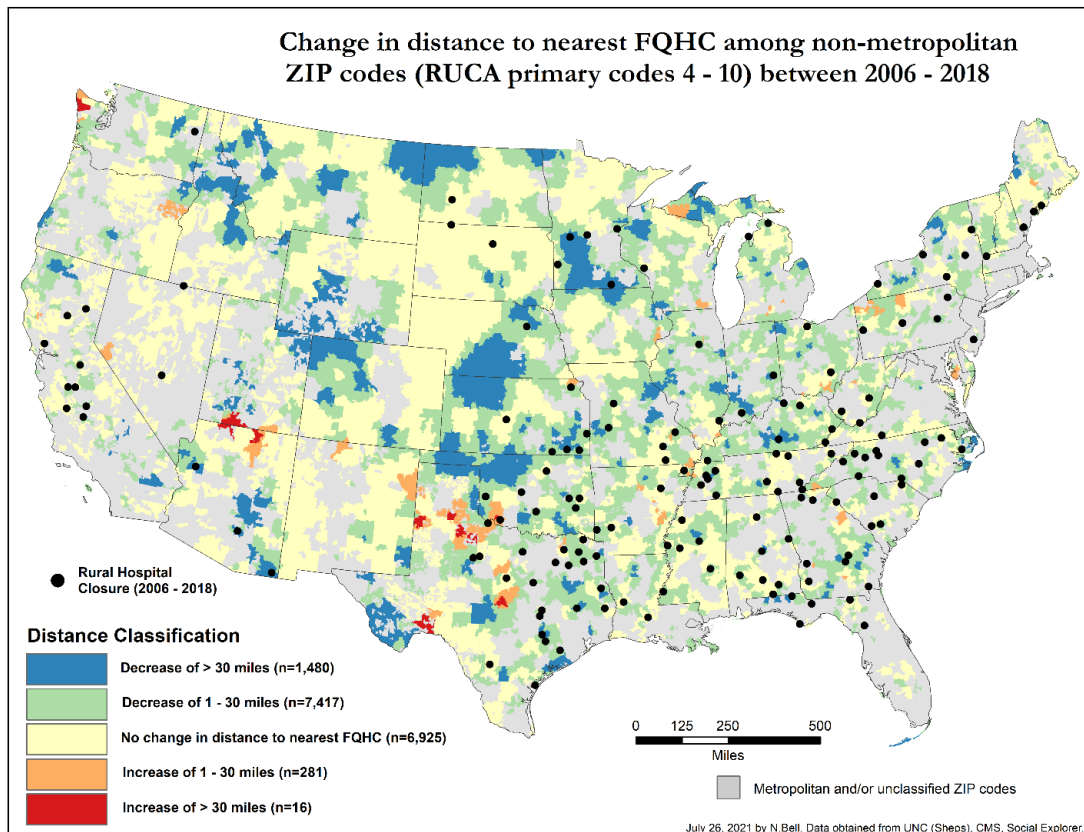 Change in distance to nearest FQHC among non-metropolitan
ZIP codes (RUCA primary codes 4 - 10) between 2006 - 2018
Rural Hospital
Closure (2006 - 2018)
Distance Classification
Decrease of > 30 miles (n=1,480)
Decrease of 1 - 30 miles (n=7,417)
No change in distance to nearest FQHC (n=6,925)
Increase of 1 - 30 miles (n=281)
Increase of > 30 miles (n=16)
0 125 250 500
Miles
Metropolitan and/or unclassified ZIP codes
July 26, 2021 by N.Bell. Data obtained from UNC (Sheps), CMS, Social Explorer.